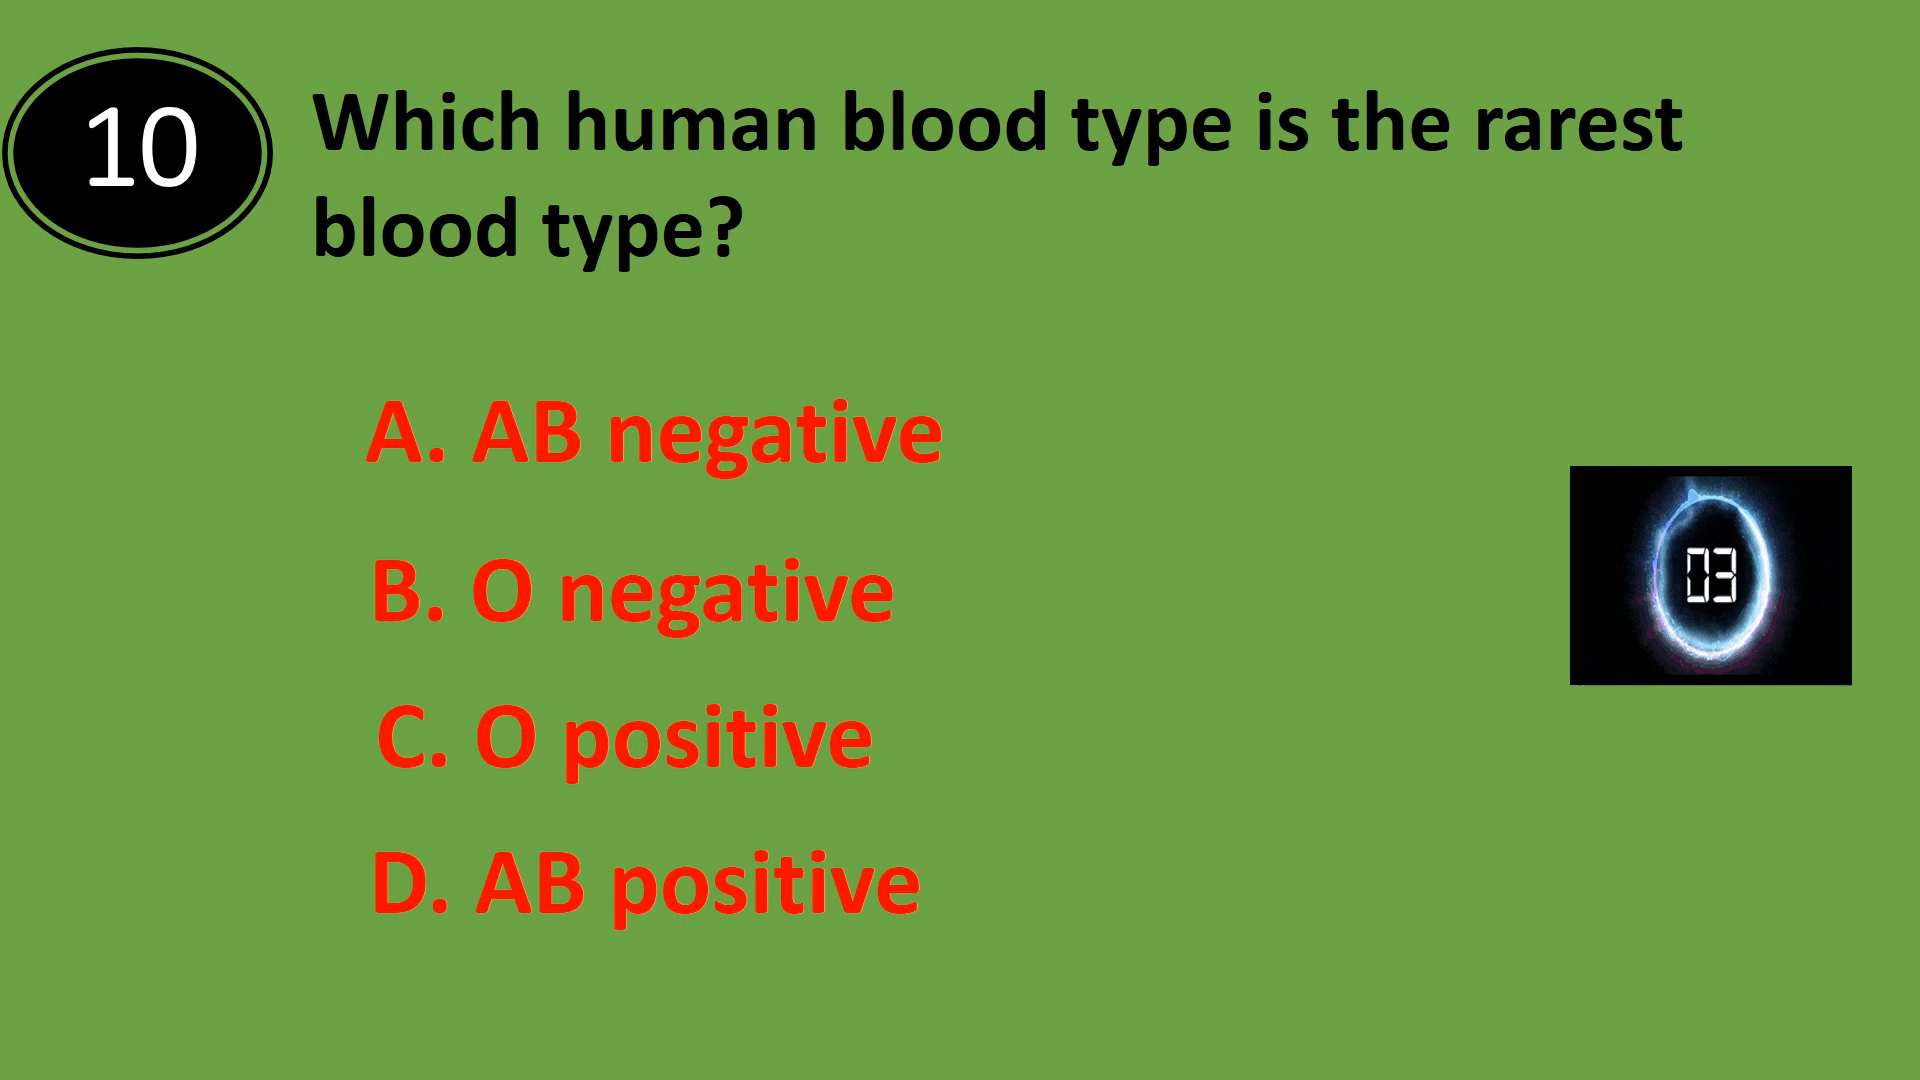 10
Which human blood type is the rarest
blood type?
A. AB negative
B. O negative
03
C. O positive
D. AB positive